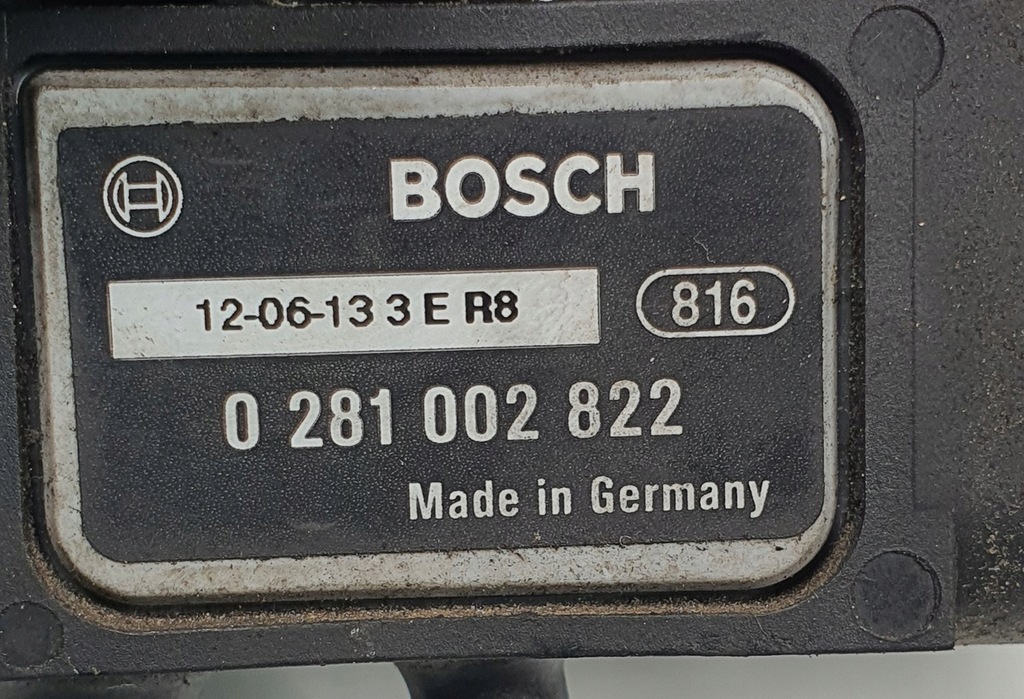 BOSCH
12-06-13 3 E R8
816
0 281 002 822
Made in Germany